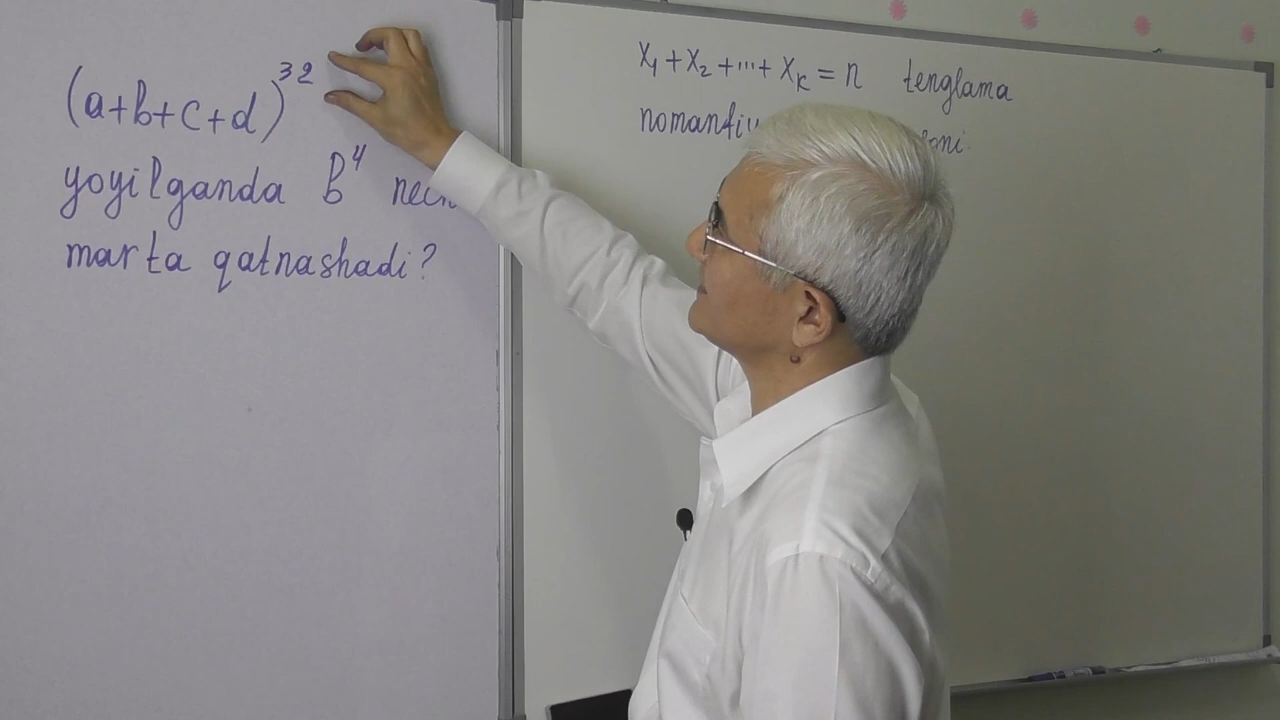 (a+b+c+d)³²
yoyilganda b⁴
marta qatnashadi?
x₁+x₂+...+xₖ=n tenglama